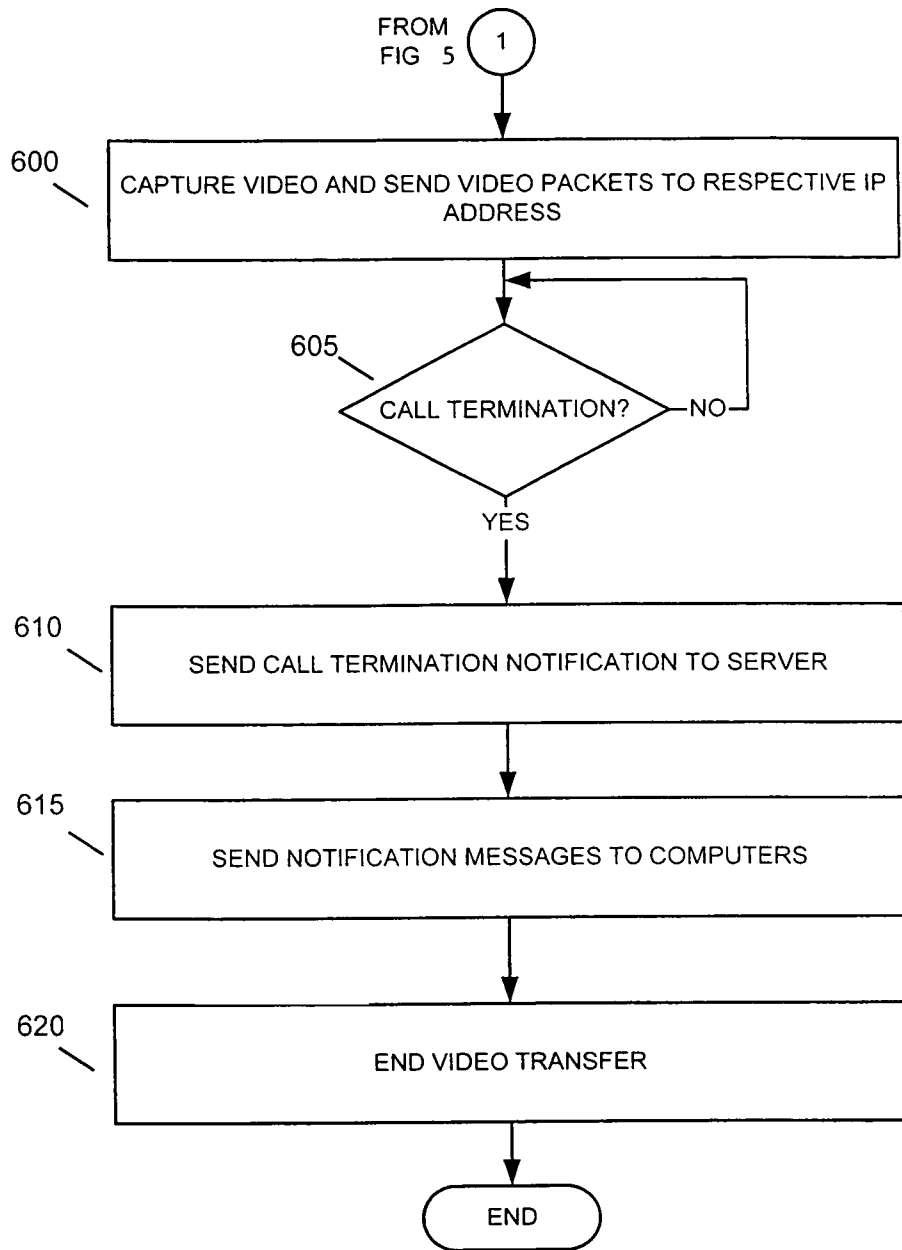 FROM
FIG 5
1
600
CAPTURE VIDEO AND SEND VIDEO PACKETS TO RESPECTIVE IP
ADDRESS
605
CALL TERMINATION?
NO
YES
610
SEND CALL TERMINATION NOTIFICATION TO SERVER
615
SEND NOTIFICATION MESSAGES TO COMPUTERS
620
END VIDEO TRANSFER
END